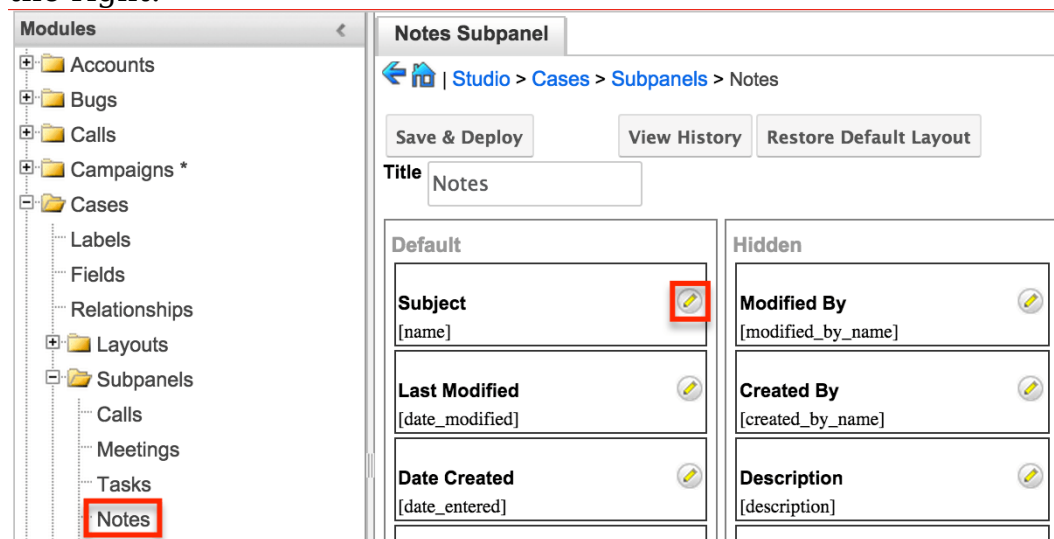 the right.
Modules
Accounts
Bugs
Calls
Campaigns *
Cases
Labels
Fields
Relationships
Layouts
Subpanels
Calls
Meetings
Tasks
Notes
Notes Subpanel
| Studio > Cases > Subpanels > Notes
Save & Deploy View History Restore Default Layout
Title Notes
Default
Subject
[name]
Last Modified
[date_modified]
Date Created
[date_entered]
Hidden
Modified By
[modified_by_name]
Created By
[created_by_name]
Description
[description]